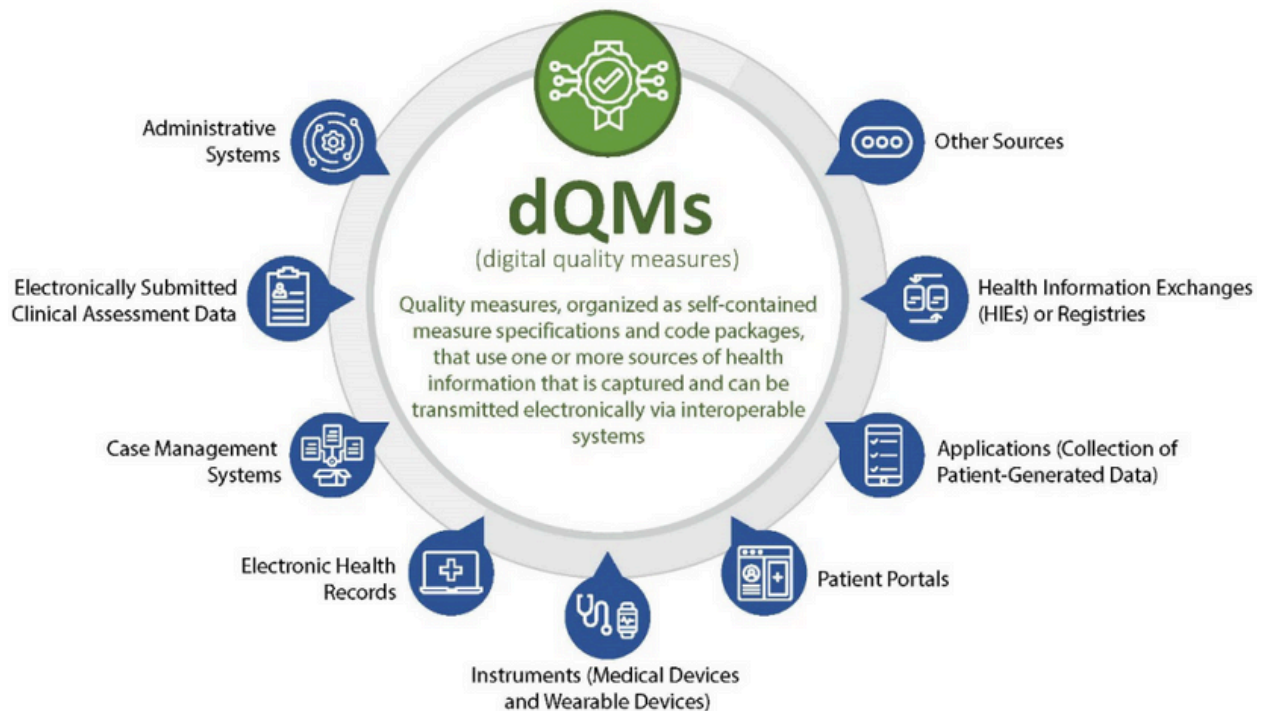 dQMs
(digital quality measures)
Quality measures, organized as self-contained
measure specifications and code packages,
that use one or more sources of health
information that is captured and can be
transmitted electronically via interoperable
systems
Administrative
Systems
Electronically Submitted
Clinical Assessment Data
Case Management
Systems
Electronic Health
Records
Instruments (Medical Devices
and Wearable Devices)
Patient Portals
Applications (Collection of
Patient-Generated Data)
Health Information Exchanges
(HIEs) or Registries
Other Sources